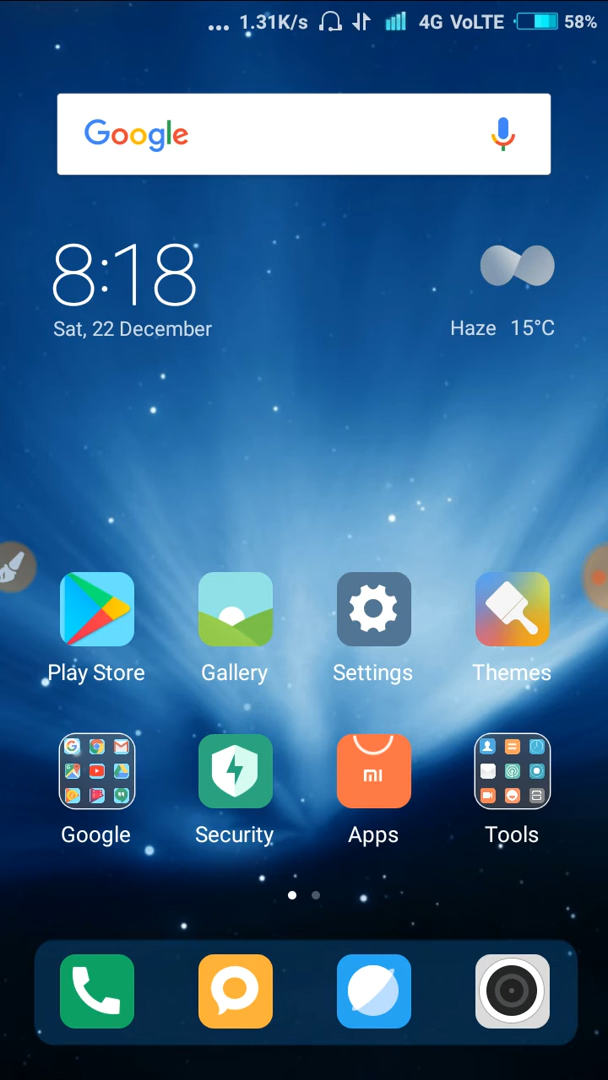 ... 1.31K/s 4G VoLTE 58%
Google
8:18
Sat, 22 December
Haze 15°C
Play Store Gallery Settings Themes
MI
Google Security Apps Tools